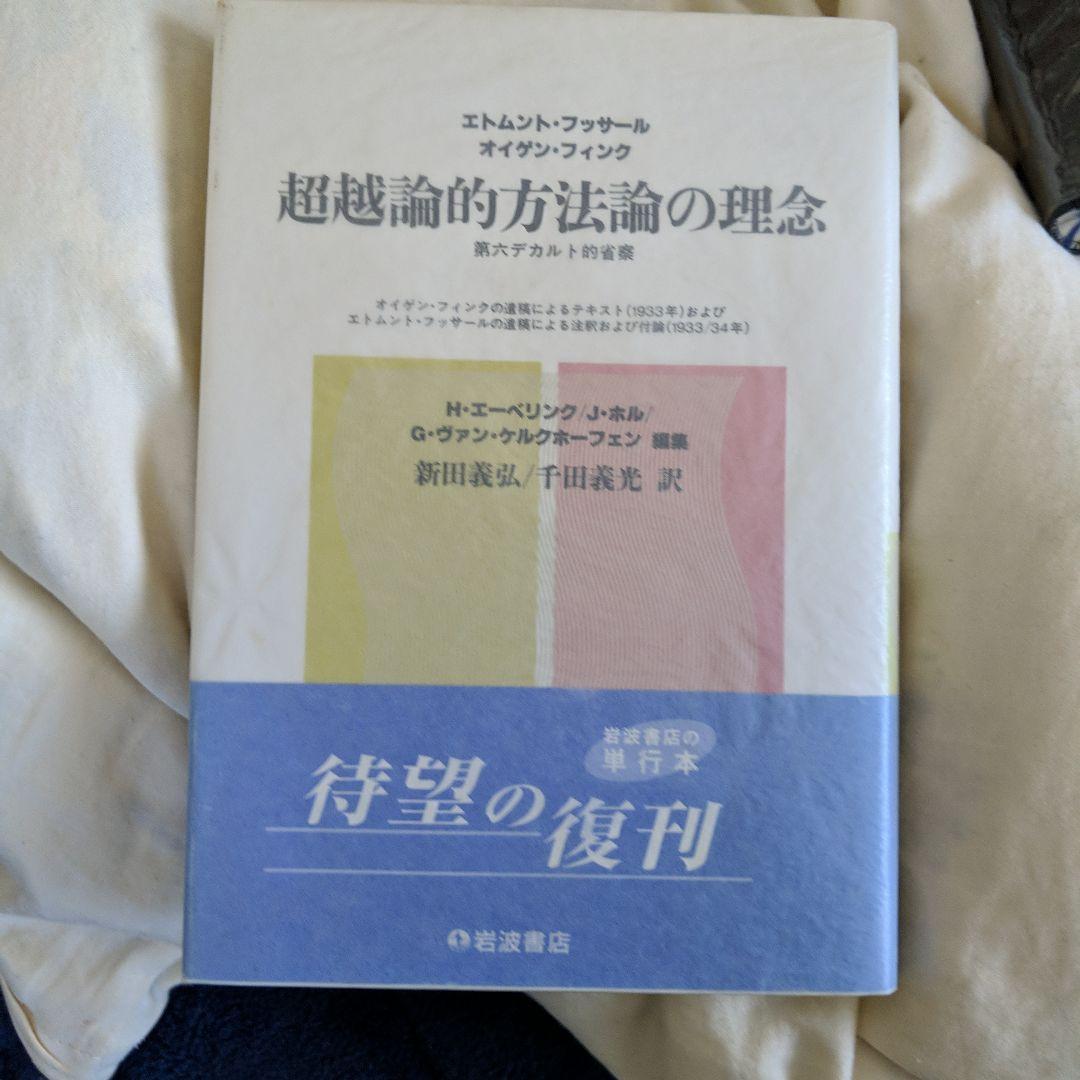 エトムント・フッサール
オイゲン・フィンク
超越論的方法論の理念
第六デカルト的省察
オイゲン・フィンクの遺稿によるテキスト(1933年)および
エトムント・フッサールの遺稿による注釈および付論(1933/34年)
H・エーベリンク/J・ホル/
G・ヴァン・ケルクホーフェン 編集
新田義弘/千田義光 訳
岩波書店の
単行本
待望の
復刊
岩波書店